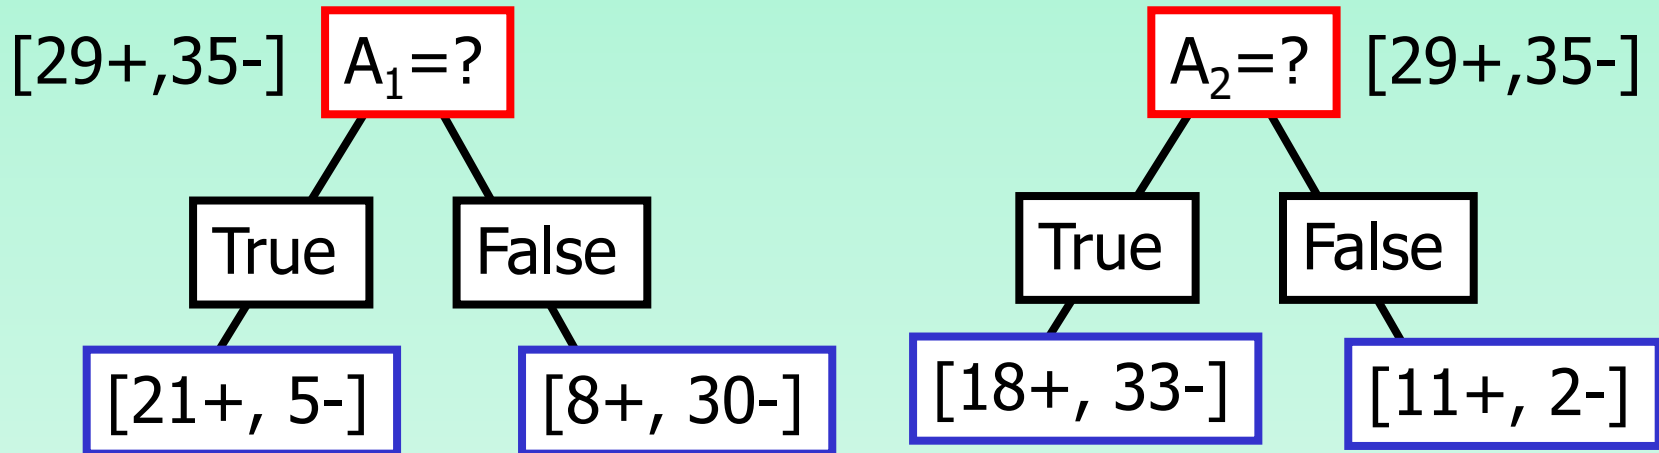 [29+,35-] A₁=? A₂=? [29+,35-]
True False True False
[21+, 5-] [8+, 30-] [18+, 33-] [11+, 2-]